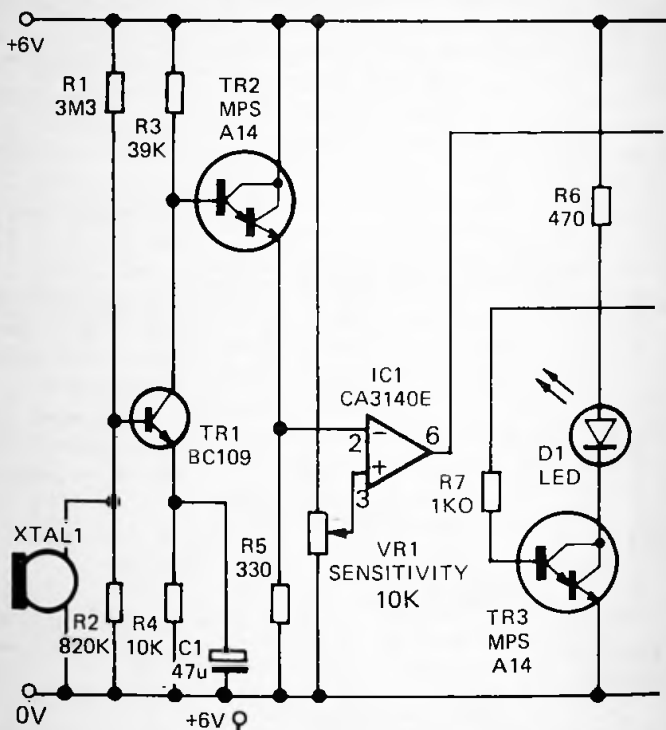 +6V
R1
3M3
R3
39K
TR2
MPS
A14
R6
470
IC1
CA3140E
2
-
6
+
3
TR1
BC109
D1
LED
R7
1K0
XTAL1
R5
330
VR1
SENSITIVITY
10K
R2
820K
R4
10K
C1
47u
TR3
MPS
A14
0V
+6V